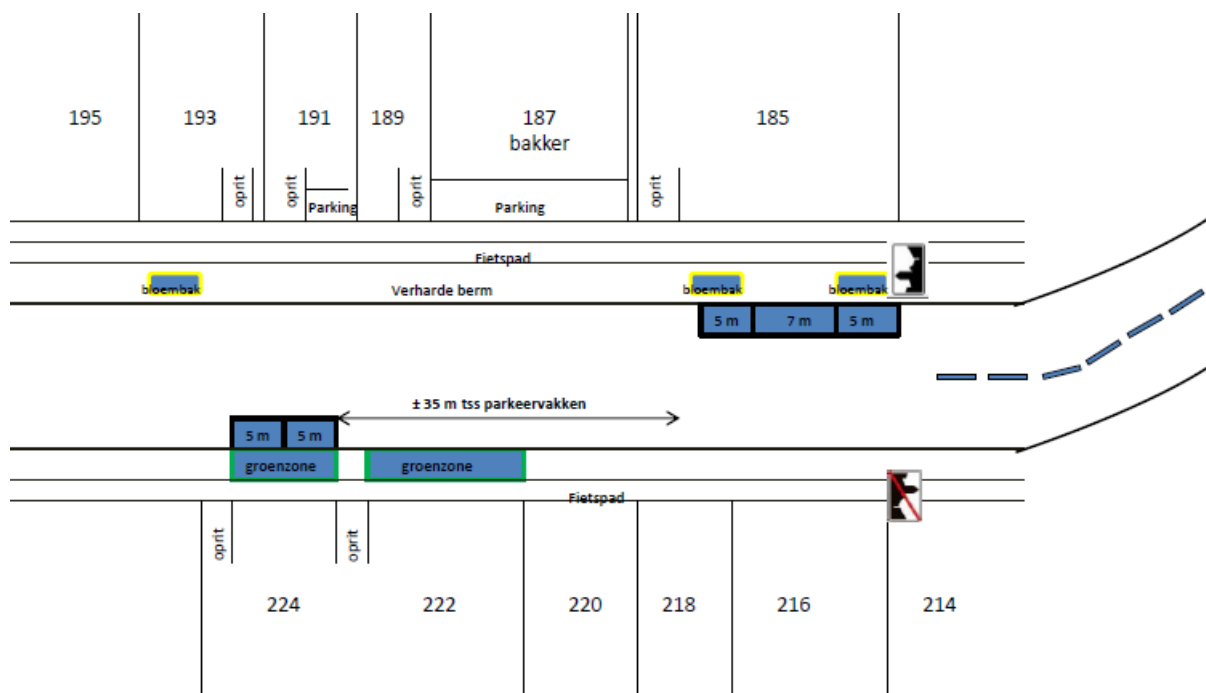 195
193
191
189
187
bakker
185
oprit
oprit
Parking
oprit
Parking
oprit
Fietspad
bloembak
Verharde berm
bloembak
bloembak
5 m
7 m
5 m
± 35 m tss parkeervakken
5 m
5 m
groenzone
groenzone
Fietspad
oprit
oprit
224
222
220
218
216
214